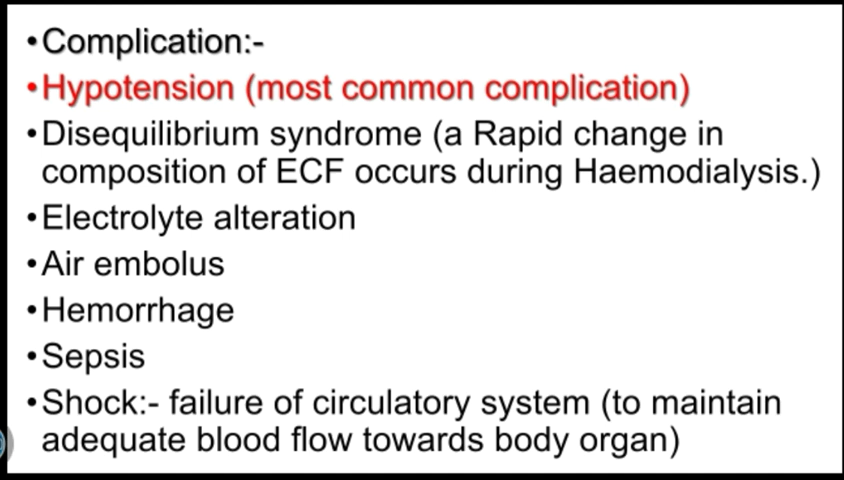 •Complication:-
•Hypotension (most common complication)
•Disequilibrium syndrome (a Rapid change in
composition of ECF occurs during Haemodialysis.)
•Electrolyte alteration
•Air embolus
•Hemorrhage
•Sepsis
•Shock:- failure of circulatory system (to maintain
adequate blood flow towards body organ)